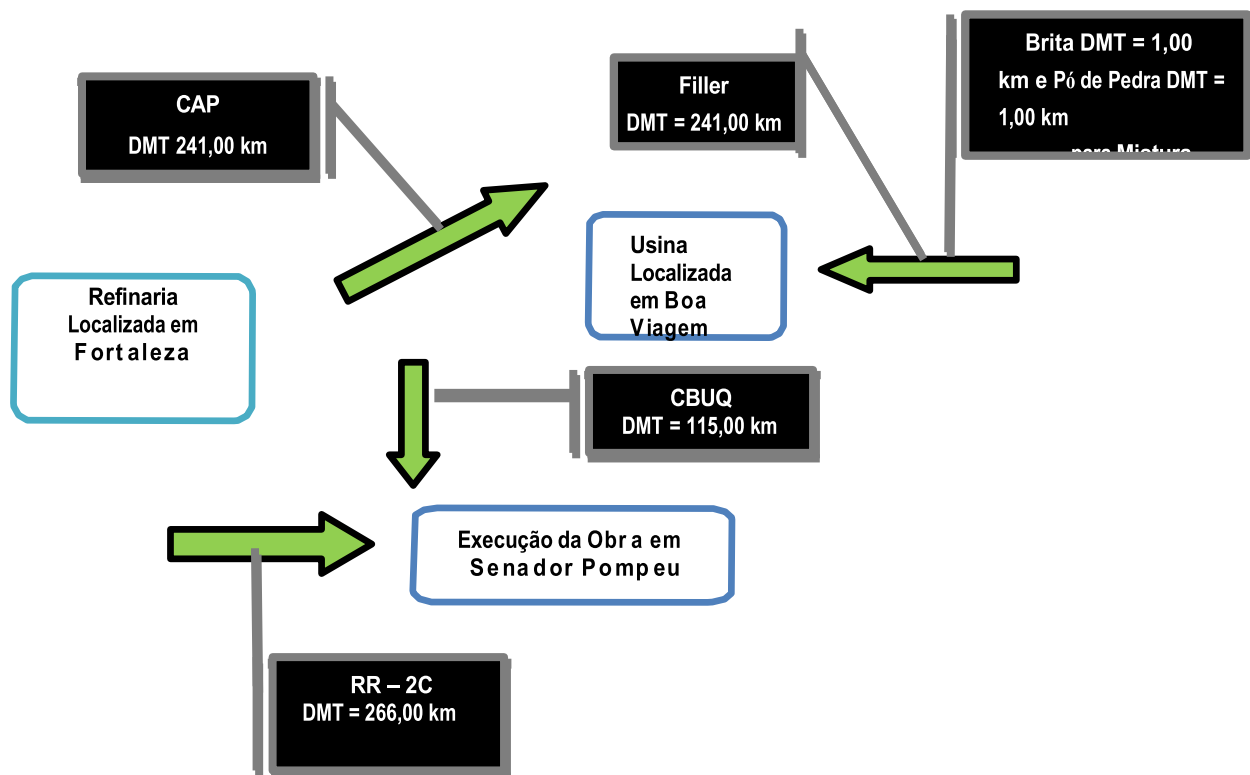 CAP
DMT 241,00 km
Filler
DMT = 241,00 km
Brita DMT = 1,00
km e Pó de Pedra DMT =
1,00 km
para Mistura
Refinaria
Localizada em
Fortaleza
Usina
Localizada
em Boa
Viagem
CBUQ
DMT = 115,00 km
Execução da Obra em
Senador Pompeu
RR – 2C
DMT = 266,00 km